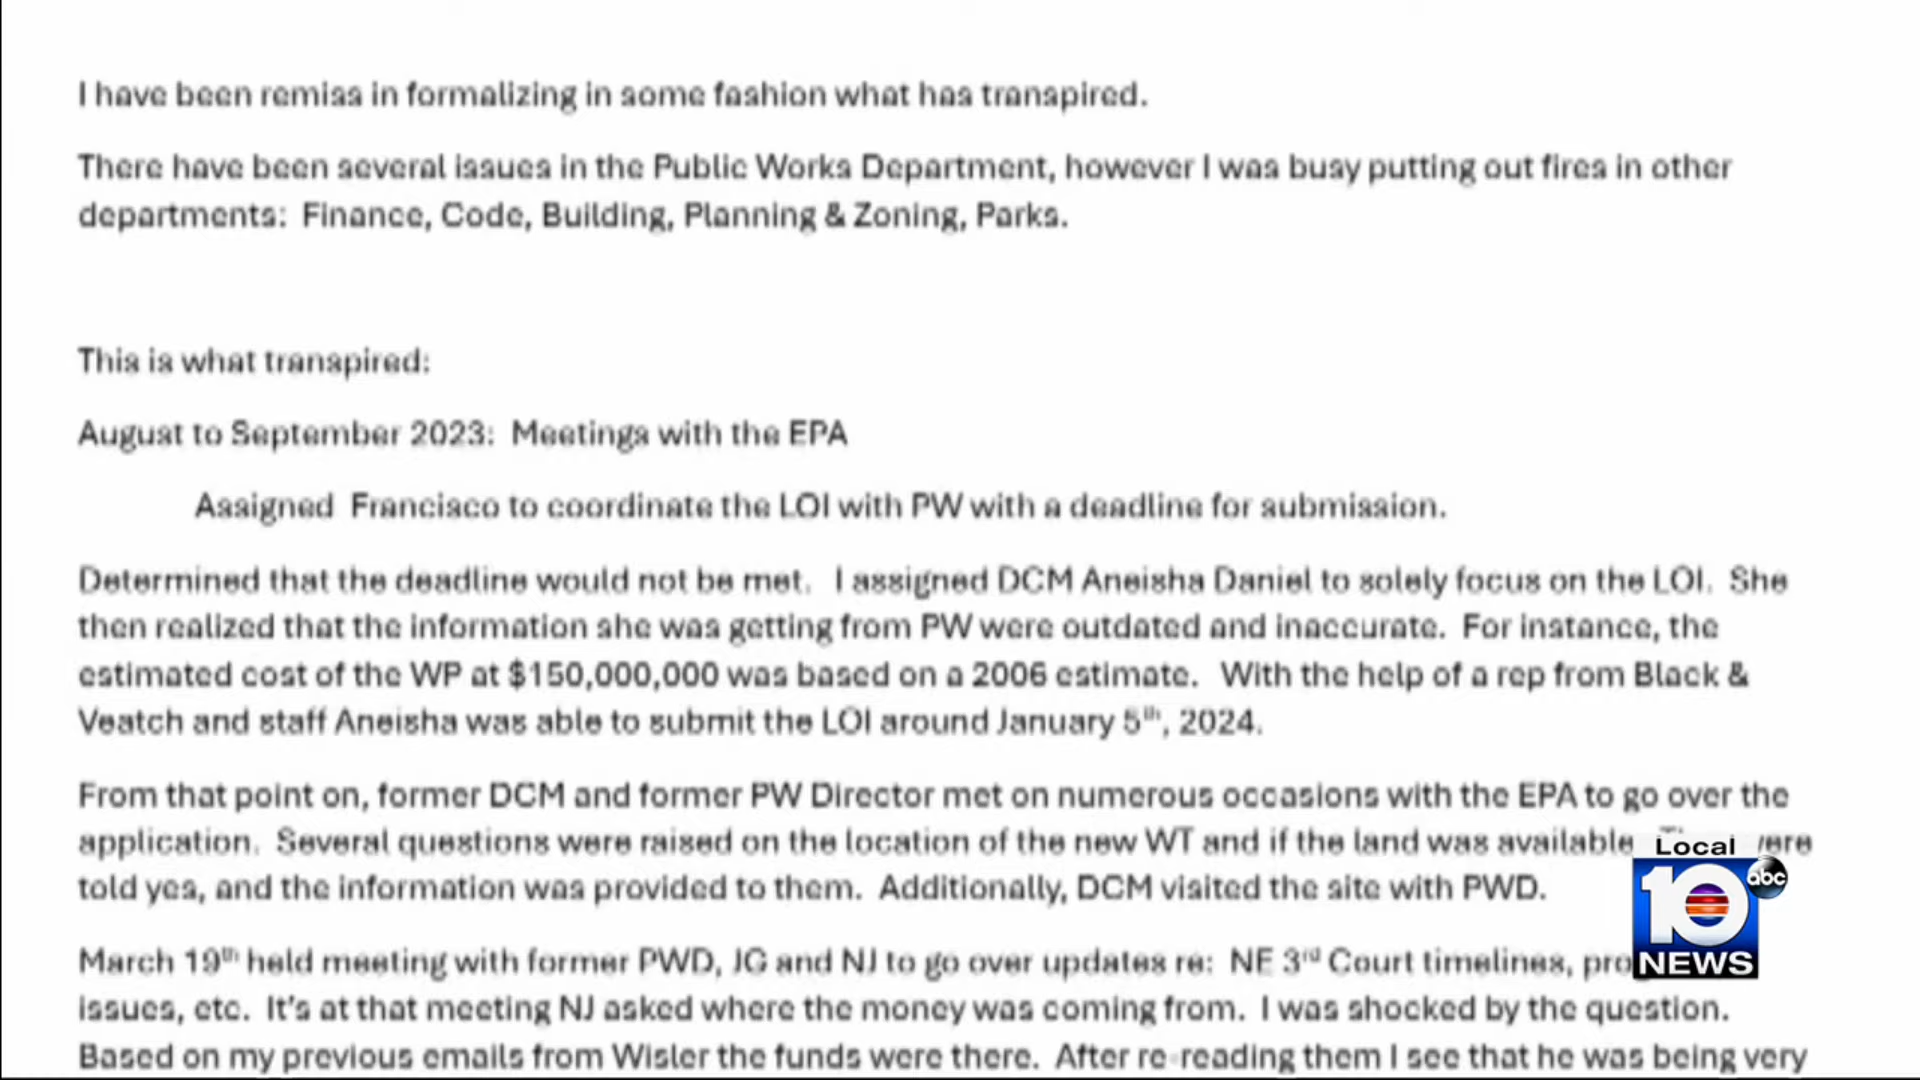 I have been remiss in formalizing in some fashion what has transpired.
There have been several issues in the Public Works Department, however I was busy putting out fires in other
departments: Finance, Code, Building, Planning & Zoning, Parks.
This is what transpired:
August to September 2023: Meetings with the EPA
Assigned Francisco to coordinate the LOI with PW with a deadline for submission.
Determined that the deadline would not be met. I assigned DCM Aneisha Daniel to solely focus on the LOI. She
then realized that the information she was getting from PW were outdated and inaccurate. For instance, the
estimated cost of the WP at $150,000,000 was based on a 2006 estimate. With the help of a rep from Black &
Veatch and staff Aneisha was able to submit the LOI around January 5th, 2024.
From that point on, former DCM and former PW Director met on numerous occasions with the EPA to go over the
application. Several questions were raised on the location of the new WT and if the land was available.
told yes, and the information was provided to them. Additionally, DCM visited the site with PWD.
March 19th held meeting with former PWD, JG and NJ to go over updates re: NE 3rd Court timelines,
issues, etc. It's at that meeting NJ asked where the money was coming from. I was shocked by the question.
Based on my previous emails from Wisler the funds were there. After re-reading them I see that he was being very
Local
10
abc
NEWS